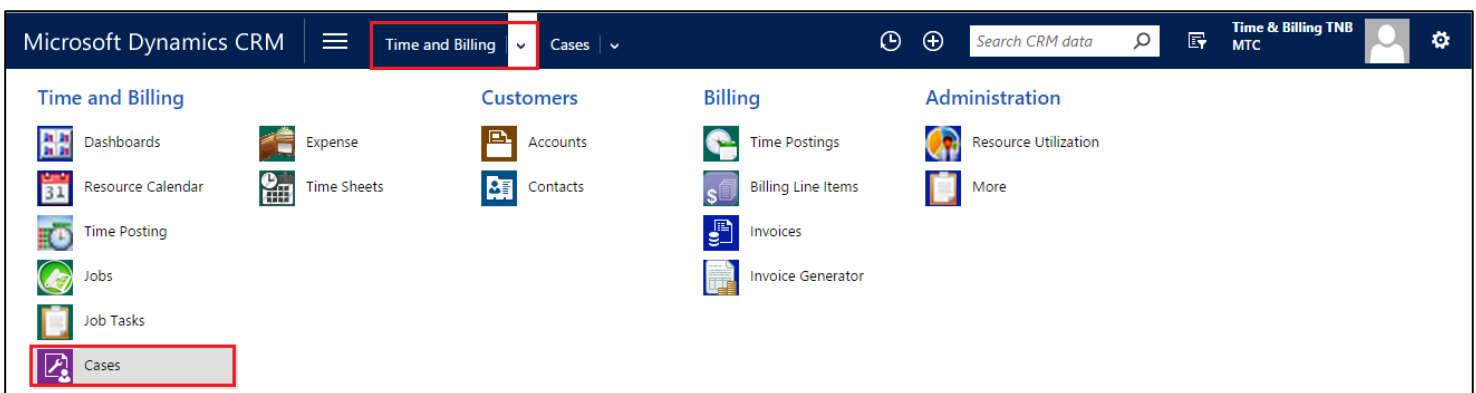 Microsoft Dynamics CRM Time and Billing Cases Search CRM data Time & Billing TNB
MTC
Time and Billing Customers Billing Administration
Dashboards Expense Accounts Time Postings Resource Utilization
31 Resource Calendar Time Sheets Contacts $ Billing Line Items More
Time Posting Invoices
Jobs Invoice Generator
Job Tasks
Cases